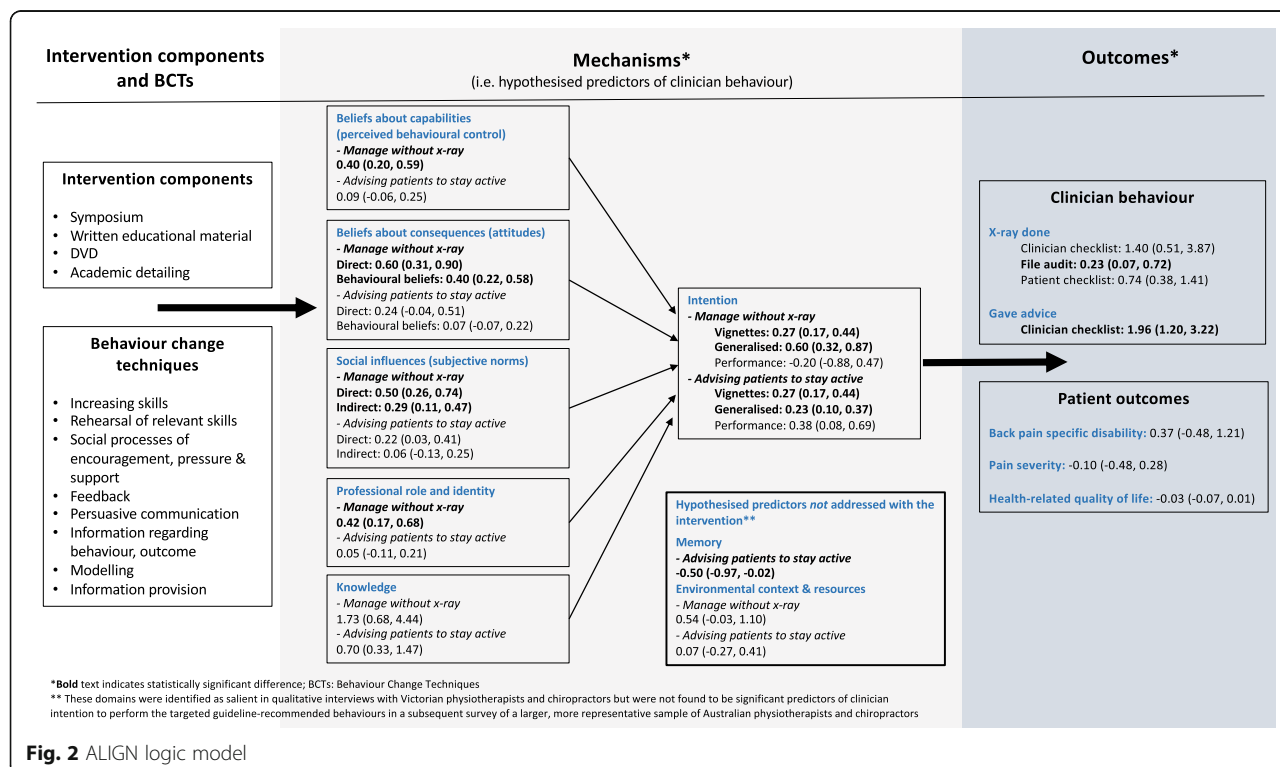 Intervention components
and BCTs
Mechanisms*
(i.e. hypothesised predictors of clinician behaviour)
Outcomes*
Intervention components
• Symposium
• Written educational material
• DVD
• Academic detailing
Behaviour change
techniques
• Increasing skills
• Rehearsal of relevant skills
• Social processes of
encouragement, pressure &
support
• Feedback
• Persuasive communication
• Information regarding
behaviour, outcome
• Modelling
• Information provision
Beliefs about capabilities
(perceived behavioural control)
- Manage without x-ray
0.40 (0.20, 0.59)
- Advising patients to stay active
0.09 (-0.06, 0.25)
Beliefs about consequences (attitudes)
- Manage without x-ray
Direct: 0.60 (0.31, 0.90)
Behavioural beliefs: 0.40 (0.22, 0.58)
- Advising patients to stay active
Direct: 0.24 (-0.04, 0.51)
Behavioural beliefs: 0.07 (-0.07, 0.22)
Social influences (subjective norms)
- Manage without x-ray
Direct: 0.50 (0.26, 0.74)
Indirect: 0.29 (0.11, 0.47)
- Advising patients to stay active
Direct: 0.22 (0.03, 0.41)
Indirect: 0.06 (-0.13, 0.25)
Professional role and identity
- Manage without x-ray
0.42 (0.17, 0.68)
- Advising patients to stay active
0.05 (-0.11, 0.21)
Knowledge
- Manage without x-ray
1.73 (0.68, 4.44)
- Advising patients to stay active
0.70 (0.33, 1.47)
Intention
- Manage without x-ray
Vignettes: 0.27 (0.17, 0.44)
Generalised: 0.60 (0.32, 0.87)
Performance: -0.20 (-0.88, 0.47)
- Advising patients to stay active
Vignettes: 0.27 (0.17, 0.44)
Generalised: 0.23 (0.10, 0.37)
Performance: 0.38 (0.08, 0.69)
Hypothesised predictors not addressed with the
intervention**
Memory
- Advising patients to stay active
-0.50 (-0.97, -0.02)
Environmental context & resources
- Manage without x-ray
0.54 (-0.03, 1.10)
- Advising patients to stay active
0.07 (-0.27, 0.41)
Clinician behaviour
X-ray done
Clinician checklist: 1.40 (0.51, 3.87)
File audit: 0.23 (0.07, 0.72)
Patient checklist: 0.74 (0.38, 1.41)
Gave advice
Clinician checklist: 1.96 (1.20, 3.22)
Patient outcomes
Back pain specific disability: 0.37 (-0.48, 1.21)
Pain severity: -0.10 (-0.48, 0.28)
Health-related quality of life: -0.03 (-0.07, 0.01)
*Bold text indicates statistically significant difference; BCTs: Behaviour Change Techniques
** These domains were identified as salient in qualitative interviews with Victorian physiotherapists and chiropractors but were not found to be significant predictors of clinician
intention to perform the targeted guideline-recommended behaviours in a subsequent survey of a larger, more representative sample of Australian physiotherapists and chiropractors
Fig. 2 ALIGN logic model